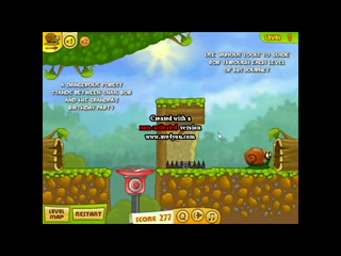 LEVEL 1
USE VARIOUS TOOLS TO GUIDE
BOB THROUGH EACH LEVEL
OF HIS JOURNEY
A DANGEROUS FOREST
STANDS BETWEEN SNAIL BOB
AND HIS GRANDPA'S
BIRTHDAY PARTY
Created with a
version
LEVEL
MAP
RESTART
SCORE 277